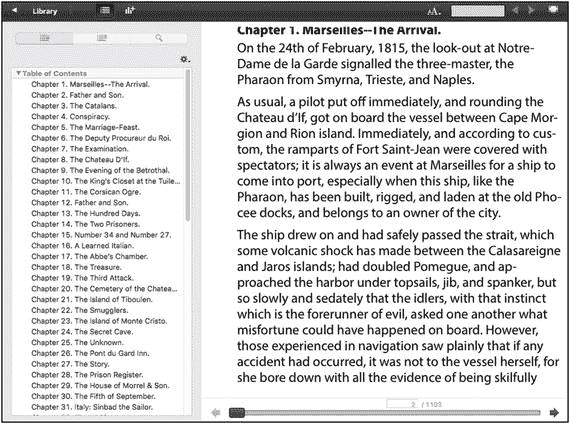 Library
AA
Table of Contents
Chapter 1. Marseilles--The Arrival.
Chapter 2. Father and Son.
Chapter 3. The Catalans.
Chapter 4. Conspiracy.
Chapter 5. The Marriage-Feast.
Chapter 6. The Deputy Procureur du Roi.
Chapter 7. The Examination.
Chapter 8. The Chateau D'If.
Chapter 9. The Evening of the Betrothal.
Chapter 10. The King's Closet at the Tuile...
Chapter 11. The Corsican Ogre.
Chapter 12. Father and Son.
Chapter 13. The Hundred Days.
Chapter 14. The Two Prisoners.
Chapter 15. Number 34 and Number 27.
Chapter 16. A Learned Italian.
Chapter 17. The Abbe's Chamber.
Chapter 18. The Treasure.
Chapter 19. The Third Attack.
Chapter 20. The Cemetery of the Chatea...
Chapter 21. The Island of Tiboulen.
Chapter 22. The Smugglers.
Chapter 23. The Island of Monte Cristo.
Chapter 24. The Secret Cave.
Chapter 25. The Unknown.
Chapter 26. The Pont du Gard Inn.
Chapter 27. The Story.
Chapter 28. The Prison Register.
Chapter 29. The House of Morrel & Son.
Chapter 30. The Fifth of September.
Chapter 31. Italy: Sinbad the Sailor.
Chapter 1. Marseilles--The Arrival.
On the 24th of February, 1815, the look-out at Notre-
Dame de la Garde signalled the three-master, the
Pharaon from Smyrna, Trieste, and Naples.
As usual, a pilot put off immediately, and rounding the
Chateau d'If, got on board the vessel between Cape Mor-
gion and Rion island. Immediately, and according to cus-
tom, the ramparts of Fort Saint-Jean were covered with
spectators; it is always an event at Marseilles for a ship to
come into port, especially when this ship, like the
Pharaon, has been built, rigged, and laden at the old Pho-
cee docks, and belongs to an owner of the city.
The ship drew on and had safely passed the strait, which
some volcanic shock has made between the Calasareigne
and Jaros islands; had doubled Pomegue, and ap-
proached the harbor under topsails, jib, and spanker, but
so slowly and sedately that the idlers, with that instinct
which is the forerunner of evil, asked one another what
misfortune could have happened on board. However,
those experienced in navigation saw plainly that if any
accident had occurred, it was not to the vessel herself, for
she bore down with all the evidence of being skilfully
2 / 1103